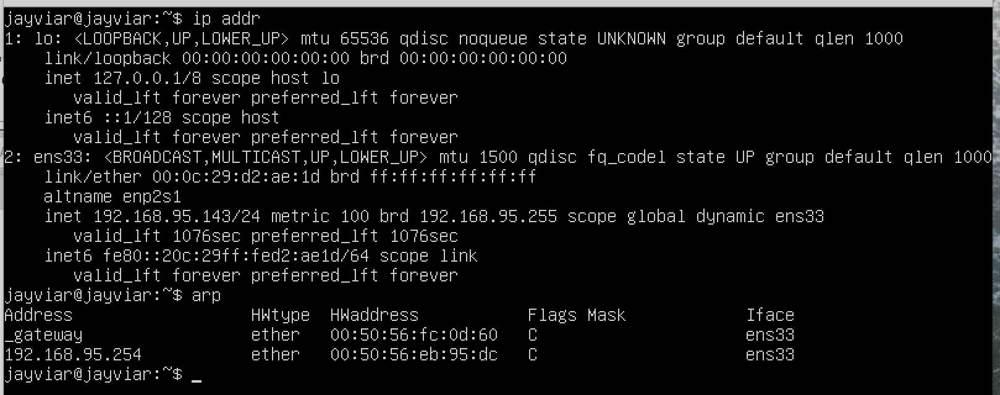 jayviar@jayviar:~$ ip addr
1: lo: <LOOPBACK,UP,LOWER_UP> mtu 65536 qdisc noqueue state UNKNOWN group default qlen 1000
    link/loopback 00:00:00:00:00:00 brd 00:00:00:00:00:00
    inet 127.0.0.1/8 scope host lo
       valid_lft forever preferred_lft forever
    inet6 ::1/128 scope host
       valid_lft forever preferred_lft forever
2: ens33: <BROADCAST,MULTICAST,UP,LOWER_UP> mtu 1500 qdisc fq_codel state UP group default qlen 1000
    link/ether 00:0c:29:d2:ae:1d brd ff:ff:ff:ff:ff:ff
    altname enp2s1
    inet 192.168.95.143/24 metric 100 brd 192.168.95.255 scope global dynamic ens33
       valid_lft 1076sec preferred_lft 1076sec
    inet6 fe80::20c:29ff:fed2:ae1d/64 scope link
       valid_lft forever preferred_lft forever
jayviar@jayviar:~$ arp
Address                  HWtype  HWaddress           Flags Mask            Iface
_gateway                 ether   00:50:56:fc:0d:60   C                     ens33
192.168.95.254           ether   00:50:56:eb:95:dc   C                     ens33
jayviar@jayviar:~$ _